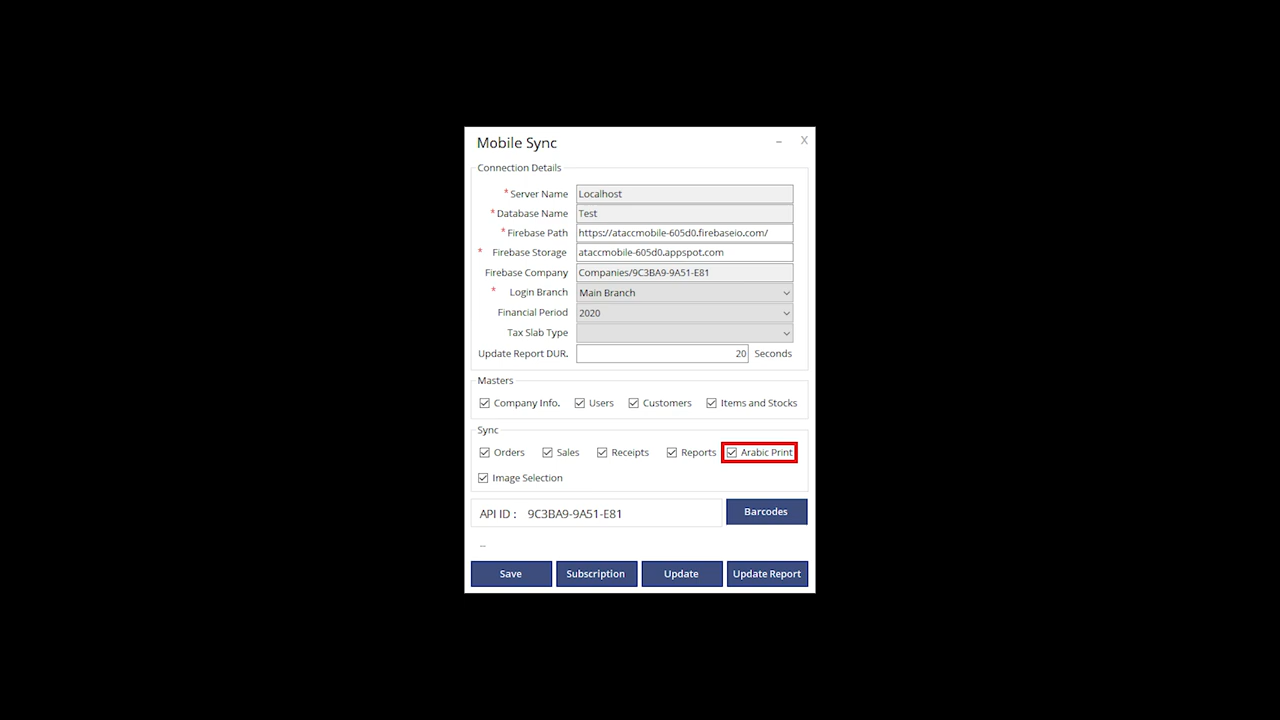 Mobile Sync
– X
Connection Details
* Server Name Localhost
* Database Name Test
* Firebase Path https://ataccmobile-605d0.firebaseio.com/
* Firebase Storage ataccmobile-605d0.appspot.com
Firebase Company Companies/9C3BA9-9A51-E81
* Login Branch Main Branch
Financial Period 2020
Tax Slab Type
Update Report DUR. 20 Seconds
Masters
Company Info. Users Customers Items and Stocks
Sync
Orders Sales Receipts Reports Arabic Print
Image Selection
API ID : 9C3BA9-9A51-E81 Barcodes
--
Save Subscription Update Update Report